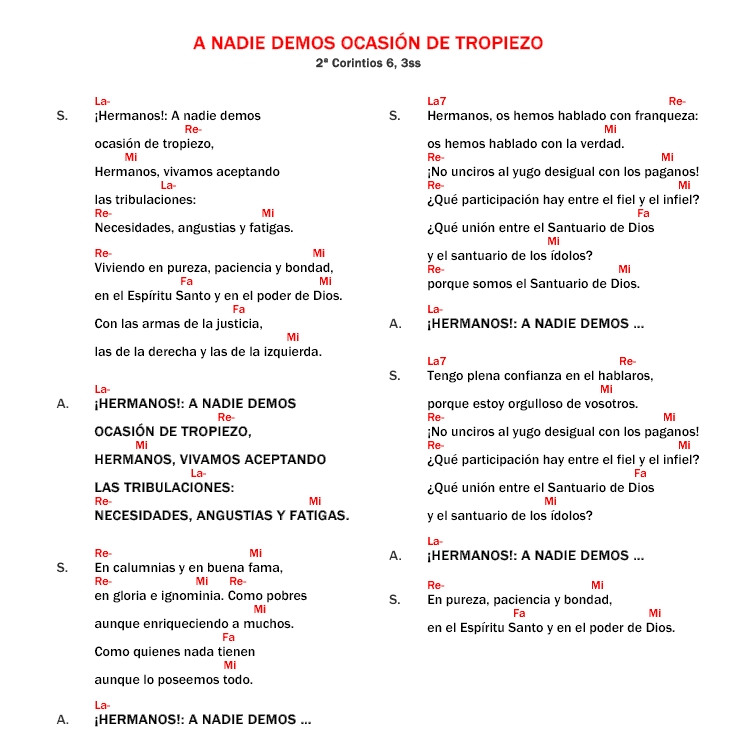 A NADIE DEMOS OCASIÓN DE TROPIEZO
2ª Corintios 6, 3ss
La-
S. ¡Hermanos!: A nadie demos
Re-
ocasión de tropiezo,
Mi
Hermanos, vivamos aceptando
La-
las tribulaciones:
Re- Mi
Necesidades, angustias y fatigas.
Re- Mi
Viviendo en pureza, paciencia y bondad,
Fa Mi
en el Espíritu Santo y en el poder de Dios.
Fa
Con las armas de la justicia,
Mi
las de la derecha y las de la izquierda.
La-
A. ¡HERMANOS!: A NADIE DEMOS
Re-
OCASIÓN DE TROPIEZO,
Mi
HERMANOS, VIVAMOS ACEPTANDO
La-
LAS TRIBULACIONES:
Re- Mi
NECESIDADES, ANGUSTIAS Y FATIGAS.
Re- Mi
S. En calumnias y en buena fama,
Re- Mi Re-
en gloria e ignominia. Como pobres
Mi
aunque enriqueciendo a muchos.
Fa
Como quienes nada tienen
Mi
aunque lo poseemos todo.
La-
A. ¡HERMANOS!: A NADIE DEMOS ...
La7 Re-
S. Hermanos, os hemos hablado con franqueza:
Mi
os hemos hablado con la verdad.
Re- Mi
¡No unciros al yugo desigual con los paganos!
Re- Mi
¿Qué participación hay entre el fiel y el infiel?
Fa
¿Qué unión entre el Santuario de Dios
Mi
y el santuario de los ídolos?
Re- Mi
porque somos el Santuario de Dios.
La-
A. ¡HERMANOS!: A NADIE DEMOS ...
La7 Re-
S. Tengo plena confianza en el hablaros,
Mi
porque estoy orgulloso de vosotros.
Re- Mi
¡No unciros al yugo desigual con los paganos!
Re- Mi
¿Qué participación hay entre el fiel y el infiel?
Fa
¿Qué unión entre el Santuario de Dios
Mi
y el santuario de los ídolos?
La-
A. ¡HERMANOS!: A NADIE DEMOS ...
Re- Mi
S. En pureza, paciencia y bondad,
Fa Mi
en el Espíritu Santo y en el poder de Dios.